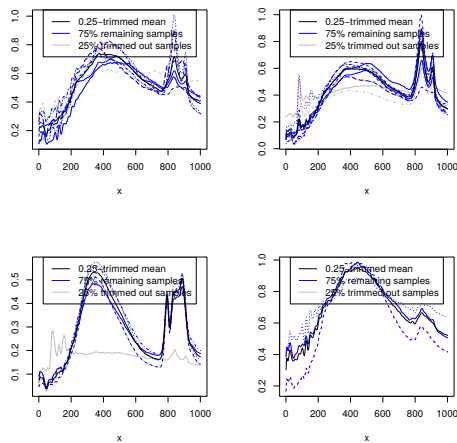 0.25−trimmed mean
75% remaining samples
25% trimmed out samples
0.2 0.4 0.6 0.8 1.0
0 200 400 600 800 1000
x
0.25−trimmed mean
75% remaining samples
25% trimmed out samples
0.0 0.2 0.4 0.6 0.8 1.0
0 200 400 600 800 1000
x
0.25−trimmed mean
75% remaining samples
25% trimmed out samples
0.1 0.2 0.3 0.4 0.5
0 200 400 600 800 1000
x
0.25−trimmed mean
75% remaining samples
25% trimmed out samples
0.2 0.4 0.6 0.8
0 200 400 600 800 1000
x